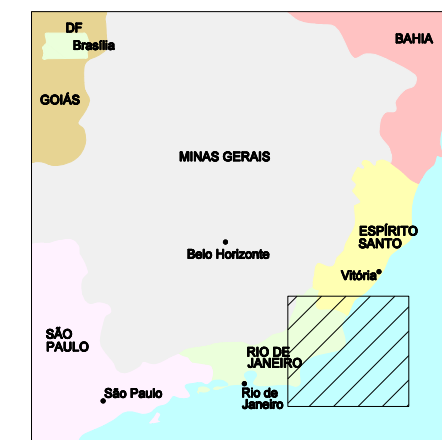 DF
Brasília
BAHIA
GOIÁS
MINAS GERAIS
ESPÍRITO
SANTO
Belo Horizonte
Vitória
SÃO
PAULO
RIO DE
JANEIRO
São Paulo
Rio de
Janeiro